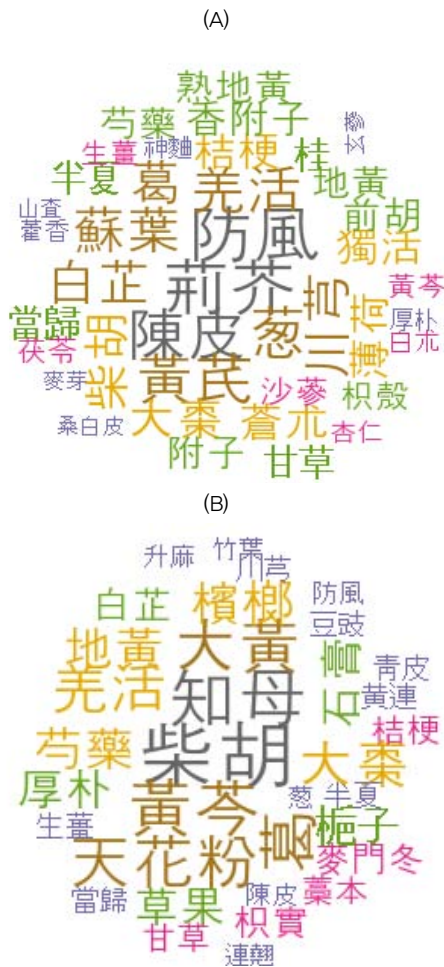 (A)
熟地黃
芍藥
香附子
玄參
生薑
神麯
桔梗
桂
半夏
葛
羌活
地黃
山査
藿香
蘇葉
防風
前胡
獨活
白芷
荊芥
川芎
薄荷
黃芩
當歸
陳皮
葱
厚朴
白朮
茯苓
柴胡
黃芪
沙蔘
枳殼
麥芽
大棗
蒼朮
杏仁
桑白皮
附子
甘草
(B)
升麻
竹葉
川芎
白芷
檳榔
防風
豆豉
地黃
大黃
石膏
靑皮
黄連
羌活
知母
桔梗
芍藥
柴胡
大棗
厚朴
黃芩
葛
葱
半夏
梔子
生薑
天花粉
麥門冬
當歸
草果
陳皮
藁本
甘草
枳實
連翹